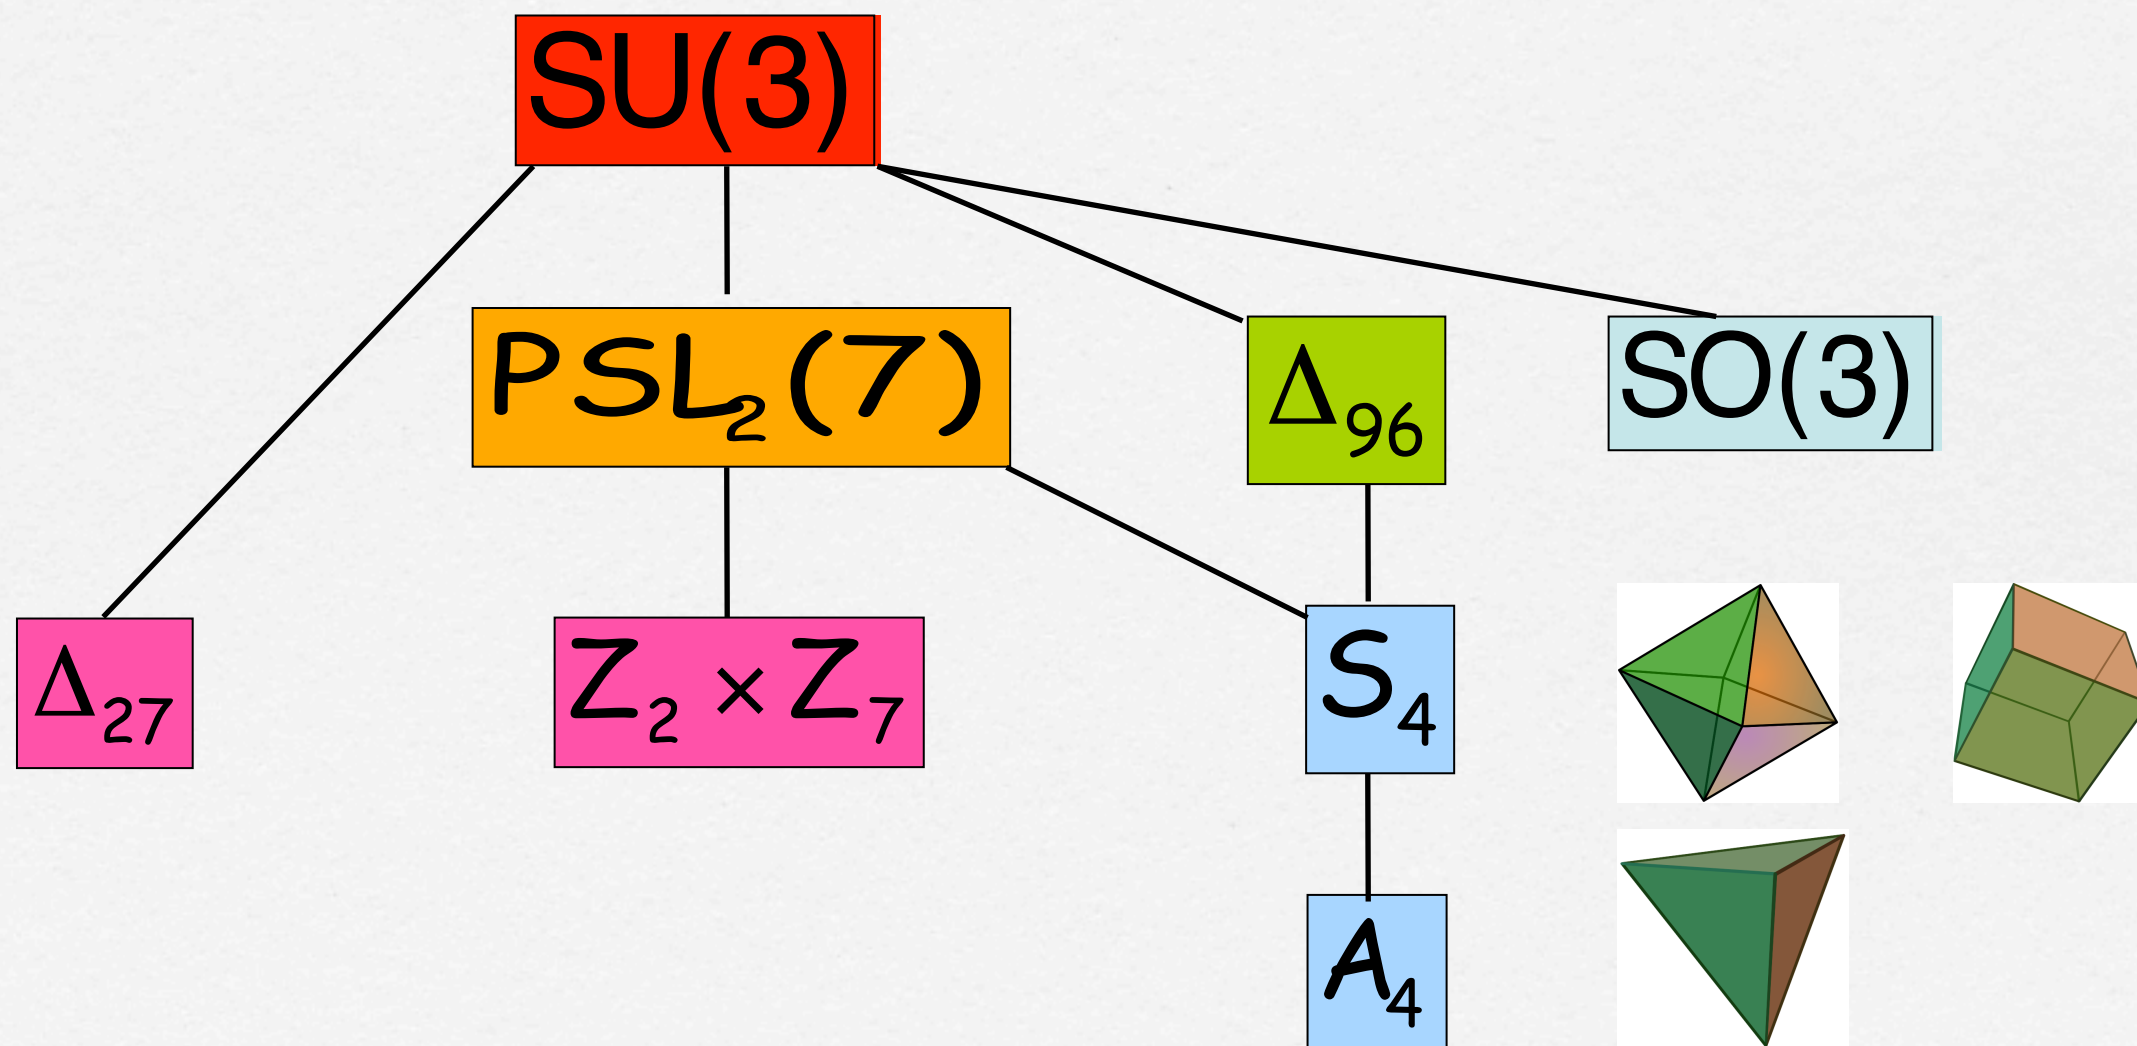 SU(3)
PSL₂(7)
Δ₉₆
SO(3)
Δ₂₇
Z₂ × Z₇
S₄
A₄